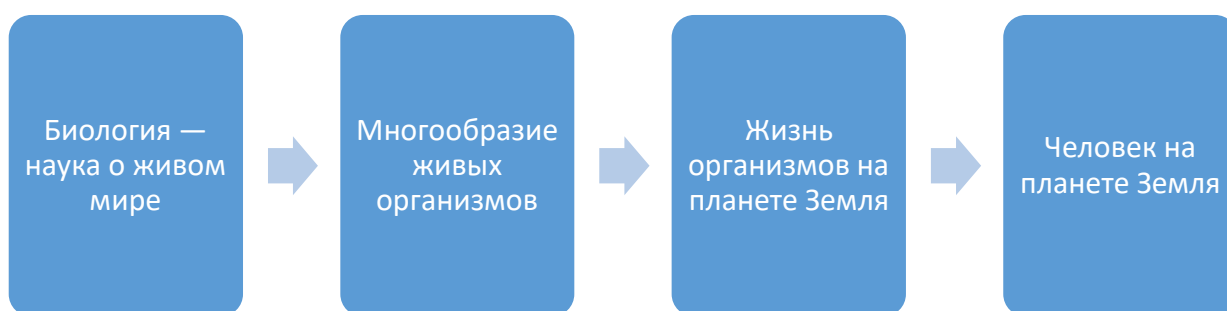 Биология —
наука о живом
мире
Многообразие
живых
организмов
Жизнь
организмов на
планете Земля
Человек на
планете Земля